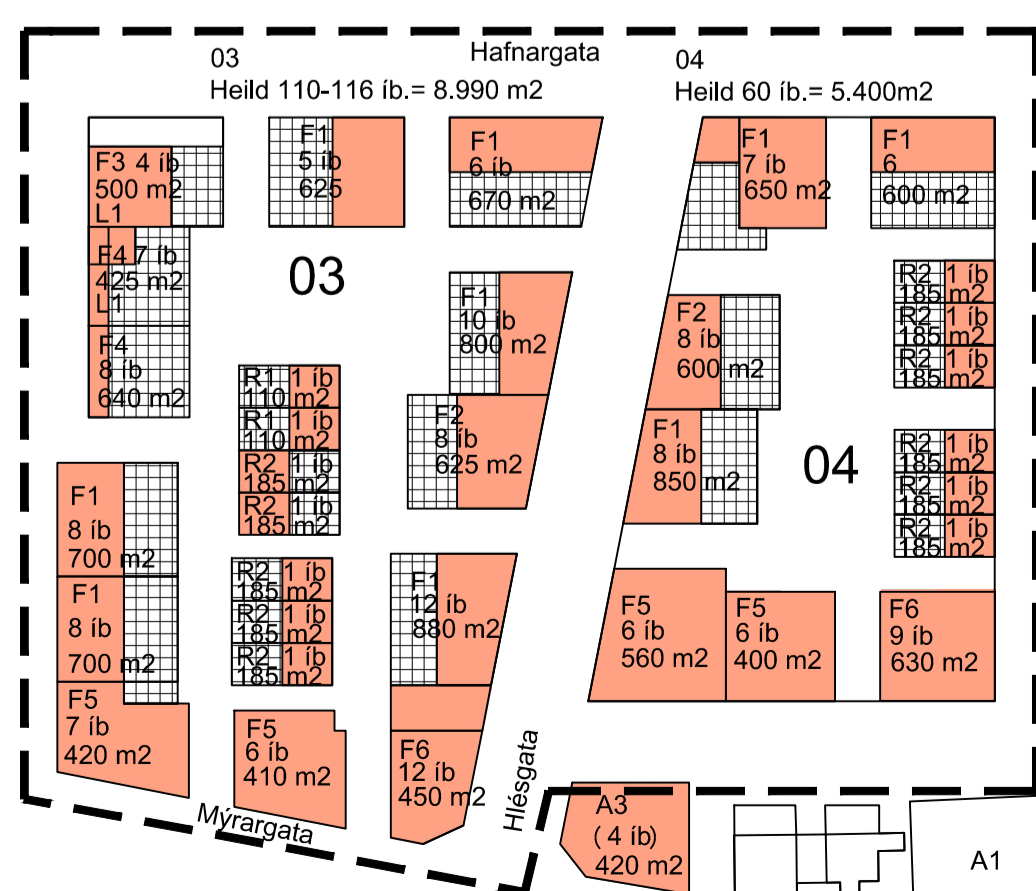 Hafnargata
03
Heild 110-116 íb.= 8.990 m2
04
Heild 60 íb.= 5.400m2
F3 4 íb
500 m2
L1
F4 7 íb
425 m2
L1
F4
8 íb
640 m2
F1
5 íb
625
F1
6 íb
670 m2
03
F1
10 íb
800 m2
F2
8 íb
625 m2
R1 1 íb
110 m2
R1 1 íb
110 m2
R2 1 íb
185 m2
R2 1 íb
185 m2
F1
8 íb
700 m2
F1
8 íb
700 m2
F5
7 íb
420 m2
R2 1 íb
185 m2
R2 1 íb
185 m2
R2 1 íb
185 m2
F1
12 íb
880 m2
F5
6 íb
410 m2
F6
12 íb
450 m2
F1
7 íb
650 m2
F1
6
600 m2
R2 1 íb
185 m2
R2 1 íb
185 m2
R2 1 íb
185 m2
F2
8 íb
600 m2
F1
8 íb
850 m2
04
R2 1 íb
185 m2
R2 1 íb
185 m2
R2 1 íb
185 m2
F5
6 íb
560 m2
F5
6 íb
400 m2
F6
9 íb
630 m2
Mýrargata
Hlésgata
A3
( 4 íb)
420 m2
A1